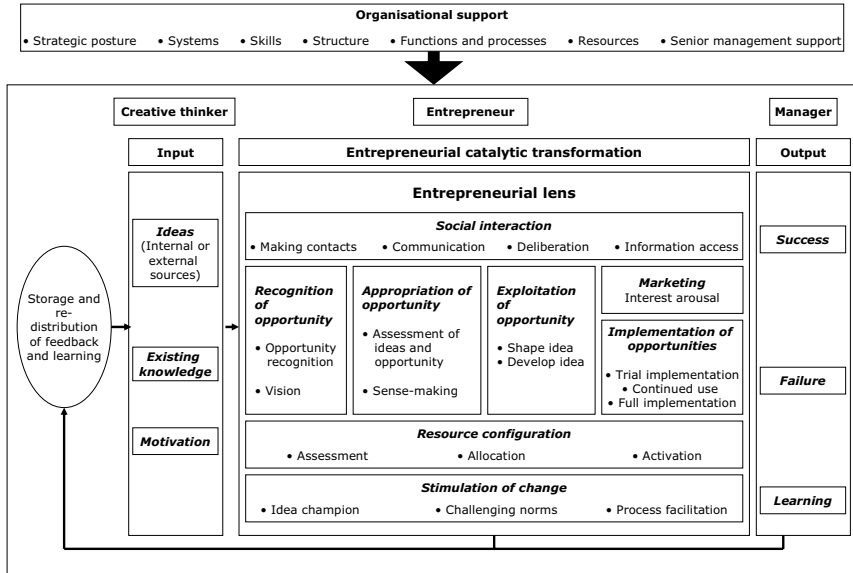 Organisational support
• Strategic posture • Systems • Skills • Structure • Functions and processes • Resources • Senior management support
Creative thinker
Entrepreneur
Manager
Input
Entrepreneurial catalytic transformation
Output
Storage and
re-
distribution
of feedback
and learning
Ideas
(Internal or
external
sources)
Existing
knowledge
Motivation
Entrepreneurial lens
Social interaction
• Making contacts • Communication • Deliberation • Information access
Recognition
of
opportunity
• Opportunity
recognition
• Vision
Appropriation of
opportunity
• Assessment of
ideas and
opportunity
• Sense-making
Exploitation
of
opportunity
• Shape idea
• Develop idea
Marketing
Interest arousal
Implementation of
opportunities
• Trial implementation
• Continued use
• Full implementation
Resource configuration
• Assessment • Allocation • Activation
Stimulation of change
• Idea champion • Challenging norms • Process facilitation
Success
Failure
Learning